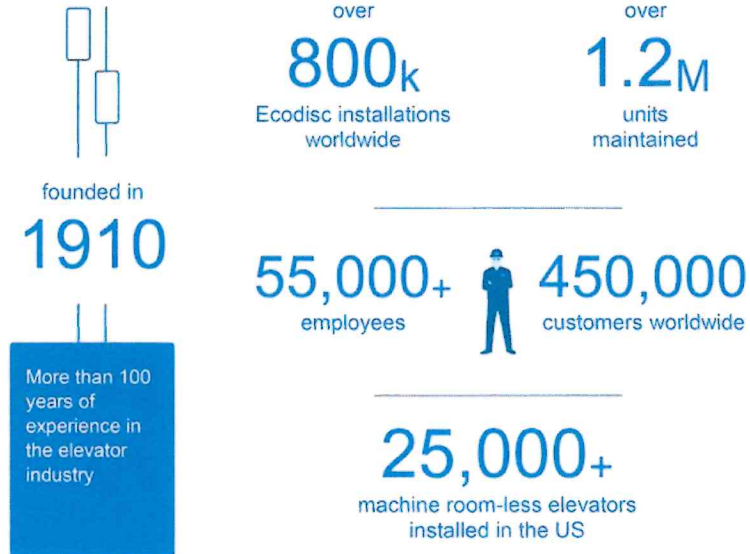 founded in
1910
More than 100
years of
experience in
the elevator
industry
over
800k
Ecodisc installations
worldwide
over
1.2M
units
maintained
55,000+
employees
450,000
customers worldwide
25,000+
machine room-less elevators
installed in the US